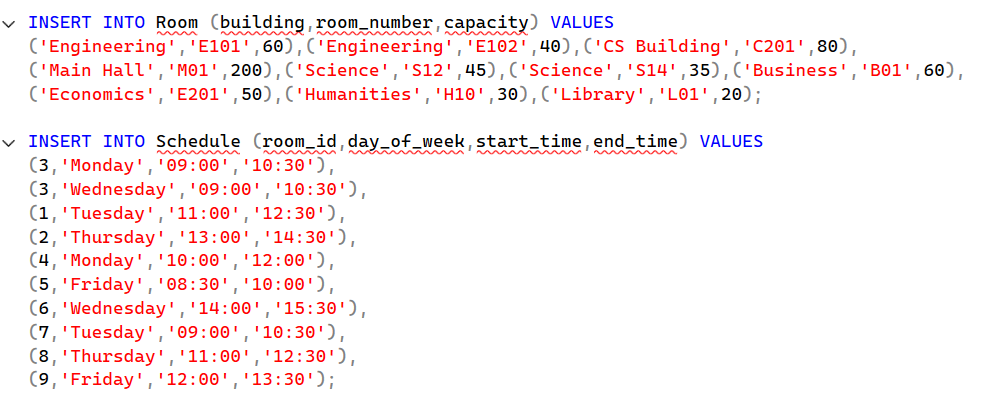 INSERT INTO Room (building,room_number,capacity) VALUES
('Engineering','E101',60),('Engineering','E102',40),('CS Building','C201',80),
('Main Hall','M01',200),('Science','S12',45),('Science','S14',35),('Business','B01',60),
('Economics','E201',50),('Humanities','H10',30),('Library','L01',20);
INSERT INTO Schedule (room_id,day_of_week,start_time,end_time) VALUES
(3,'Monday','09:00','10:30'),
(3,'Wednesday','09:00','10:30'),
(1,'Tuesday','11:00','12:30'),
(2,'Thursday','13:00','14:30'),
(4,'Monday','10:00','12:00'),
(5,'Friday','08:30','10:00'),
(6,'Wednesday','14:00','15:30'),
(7,'Tuesday','09:00','10:30'),
(8,'Thursday','11:00','12:30'),
(9,'Friday','12:00','13:30');